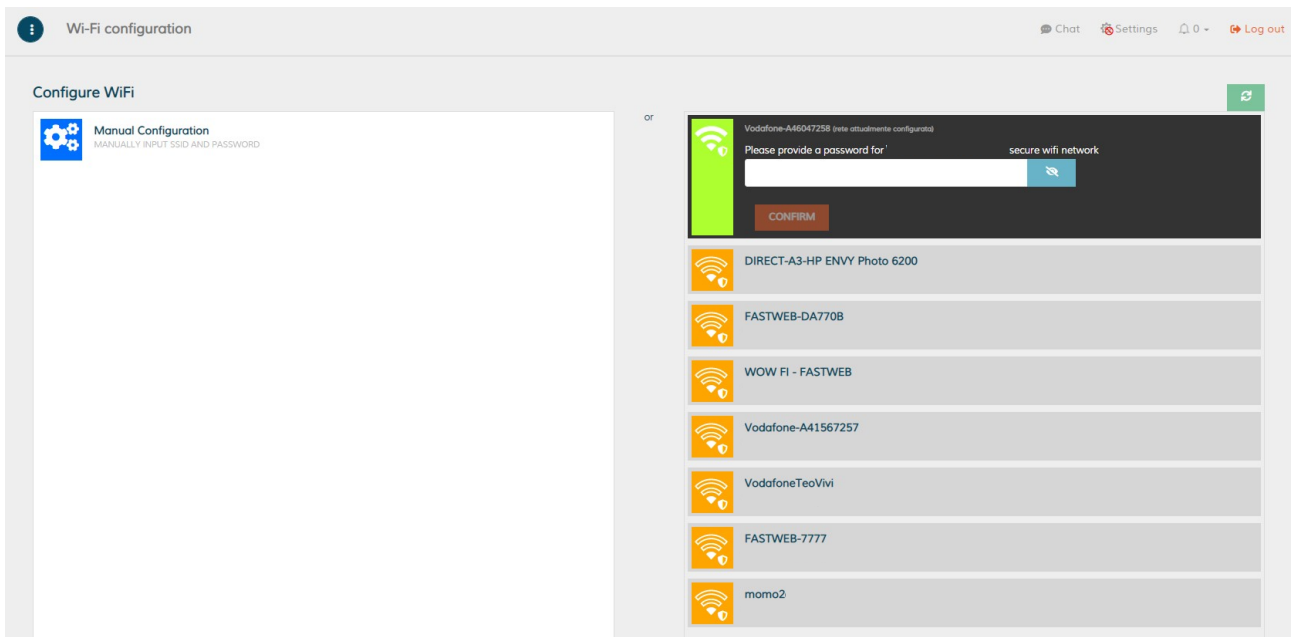 Wi-Fi configuration
Chat
Settings
0
Log out
Configure WiFi
Manual Configuration
MANUALLY INPUT SSID AND PASSWORD
or
Vodafone-A46047258 (rete attualmente configurata)
Please provide a password for ' secure wifi network
CONFIRM
DIRECT-A3-HP ENVY Photo 6200
FASTWEB-DA770B
WOW FI - FASTWEB
Vodafone-A41567257
VodafoneTeoVivi
FASTWEB-7777
momo2